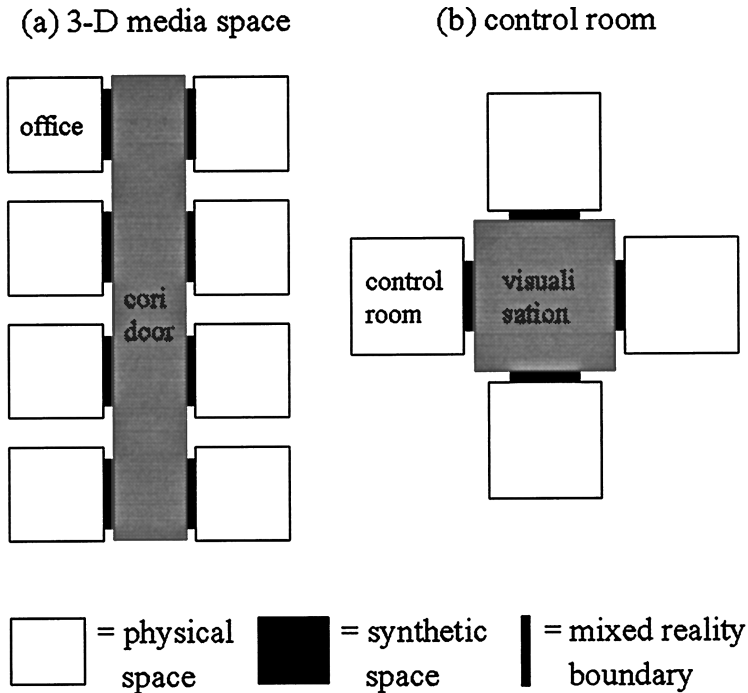 (a) 3-D media space
(b) control room
office
cori
door
control
room
visuali
sation
= physical
space
= synthetic
space
= mixed reality
boundary